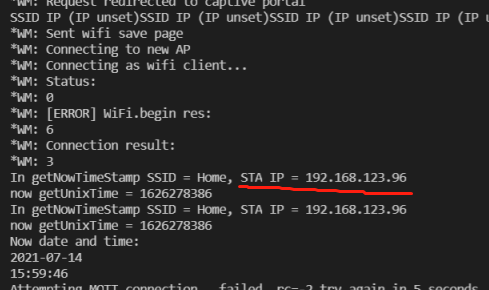 *WM: Request redirected to captive portal
SSID IP (IP unset)SSID IP (IP unset)SSID IP (IP unset)SSID IP (IP u
*WM: Sent wifi save page
*WM: Connecting to new AP
*WM: Connecting as wifi client...
*WM: Status:
*WM: 0
*WM: [ERROR] WiFi.begin res:
*WM: 6
*WM: Connection result:
*WM: 3
In getNowTimeStamp SSID = Home, STA IP = 192.168.123.96
now getUnixTime = 1626278386
In getNowTimeStamp SSID = Home, STA IP = 192.168.123.96
now getUnixTime = 1626278386
Now date and time:
2021-07-14
15:59:46
Attempting MQTT connection...failed, rc=-2 try again in 5 seconds